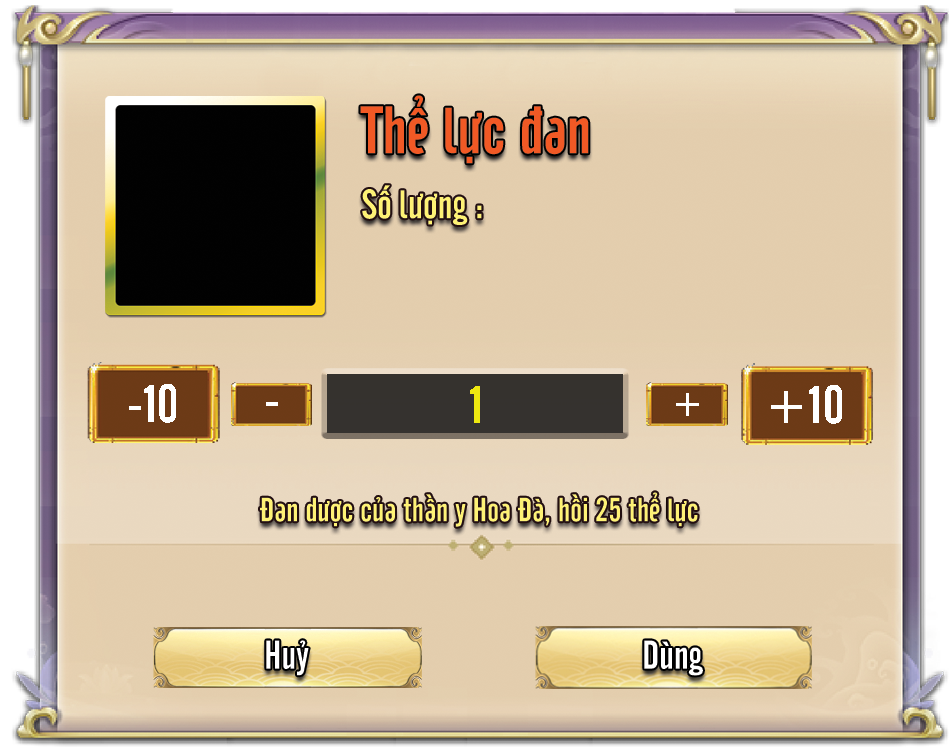 Thể lực đan
Số lượng :
-10 - 1 + +10
Đan dược của thần y Hoa Đà, hồi 25 thể lực
Huỷ Dùng